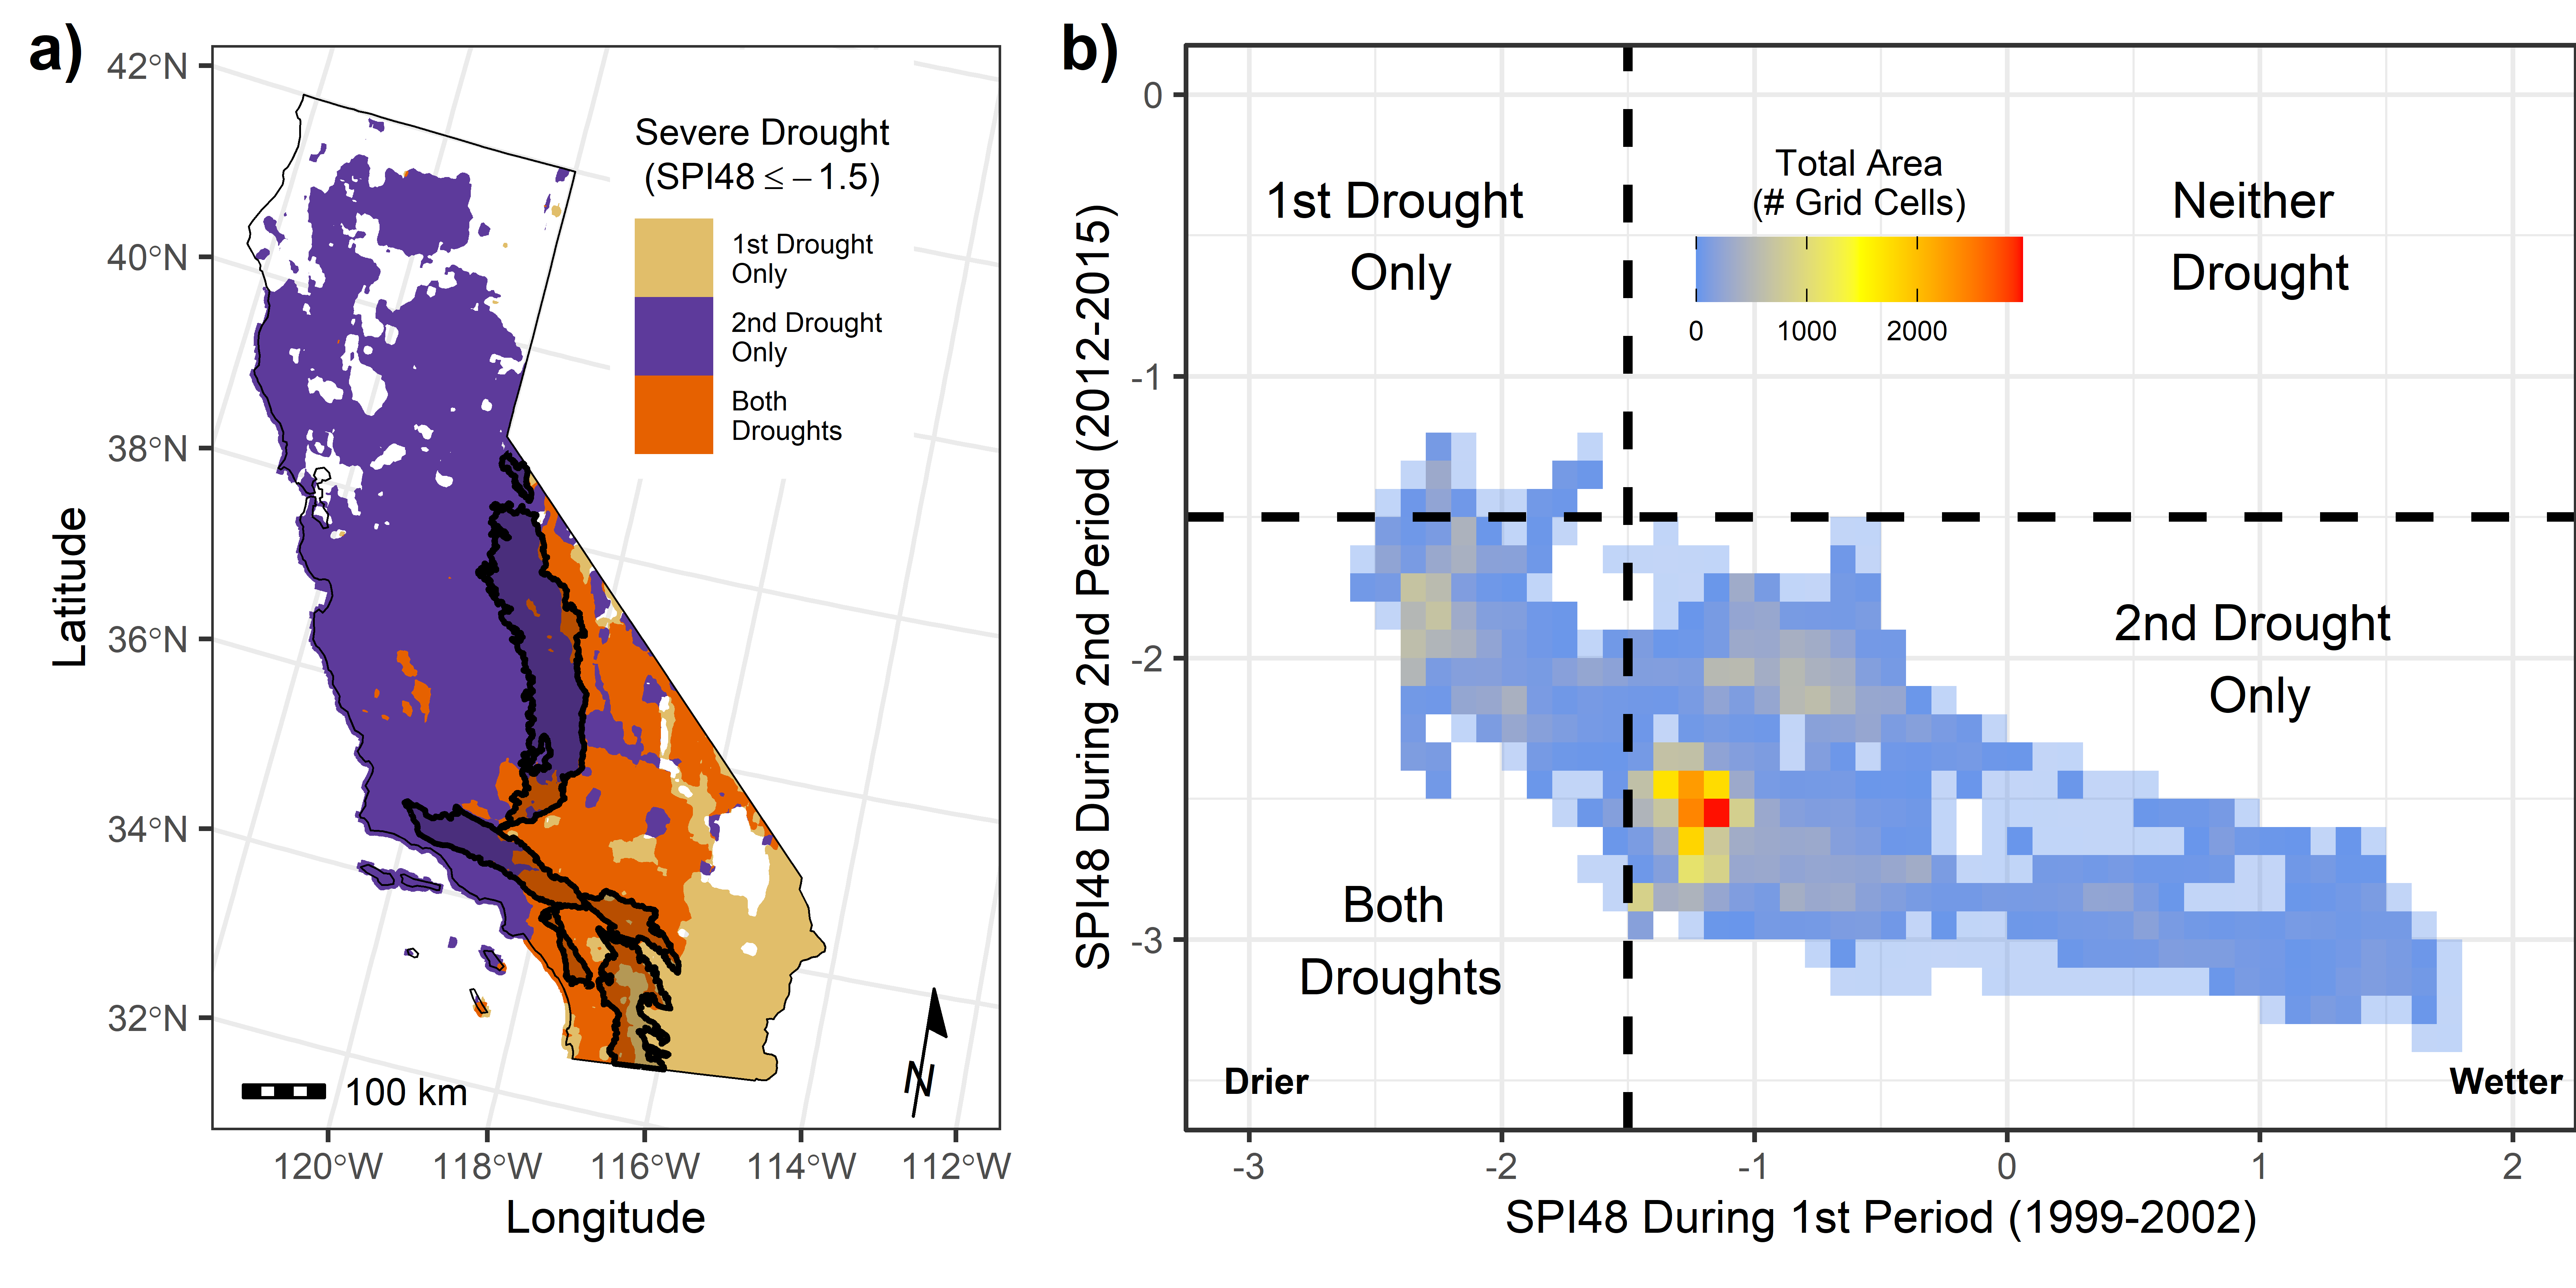 a)
42°N
40°N
38°N
36°N
34°N
32°N
Latitude
Severe Drought
(SPI48 ≤ −1.5)
1st Drought
Only
2nd Drought
Only
Both
Droughts
100 km
N
120°W
118°W
116°W
114°W
112°W
Longitude
b)
0
-1
-2
-3
SPI48 During 2nd Period (2012-2015)
1st Drought
Only
Total Area
(# Grid Cells)
0
1000
2000
Neither
Drought
2nd Drought
Only
Both
Droughts
Drier
Wetter
-3
-2
-1
0
1
2
SPI48 During 1st Period (1999-2002)